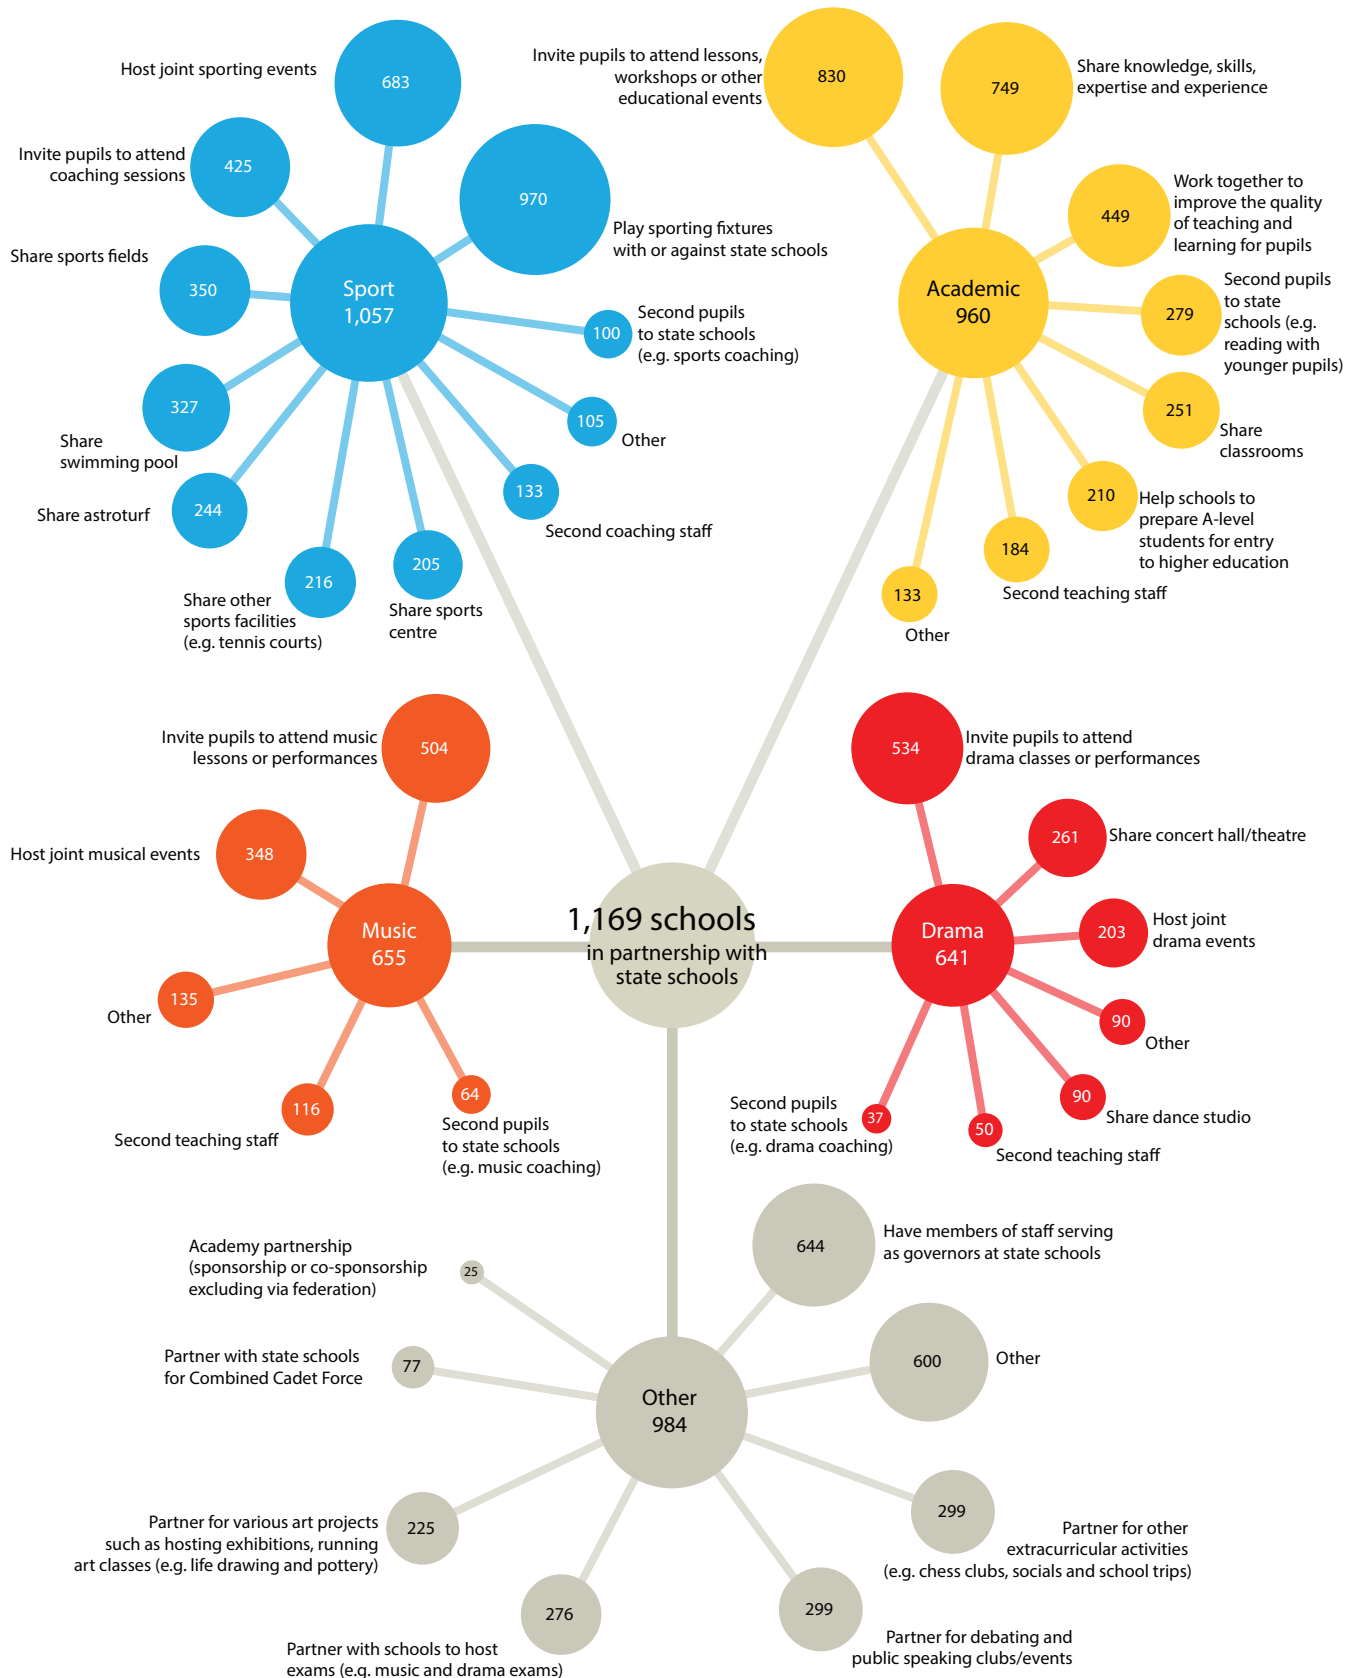 Host joint sporting events
683
Invite pupils to attend
coaching sessions
425
970
Play sporting fixtures
with or against state schools
Share sports fields
350
Sport
1,057
100
Second pupils
to state schools
(e.g. sports coaching)
327
Share
swimming pool
105
Other
Share astroturf
244
133
Second coaching staff
216
Share other
sports facilities
(e.g. tennis courts)
205
Share sports
centre
Invite pupils to attend lessons,
workshops or other
educational events
830
749
Share knowledge, skills,
expertise and experience
449
Work together to
improve the quality
of teaching and
learning for pupils
Academic
960
279
Second pupils
to state
schools (e.g.
reading with
younger pupils)
251
Share
classrooms
210
Help schools to
prepare A-level
students for entry
to higher education
184
Second teaching staff
133
Other
Invite pupils to attend music
lessons or performances
504
Host joint musical events
348
Music
655
135
Other
116
Second teaching staff
64
Second pupils
to state schools
(e.g. music coaching)
1,169 schools
in partnership with
state schools
534
Invite pupils to attend
drama classes or performances
261
Share concert hall/theatre
Drama
641
203
Host joint
drama events
90
Other
90
Share dance studio
50
Second teaching staff
Second pupils
to state schools
(e.g. drama coaching)
37
Academy partnership
(sponsorship or co-sponsorship
excluding via federation)
25
644
Have members of staff serving
as governors at state schools
Partner with state schools
for Combined Cadet Force
77
600
Other
Other
984
225
Partner for various art projects
such as hosting exhibitions, running
art classes (e.g. life drawing and pottery)
299
Partner for other
extracurricular activities
(e.g. chess clubs, socials and school trips)
276
Partner with schools to host
exams (e.g. music and drama exams)
299
Partner for debating and
public speaking clubs/events